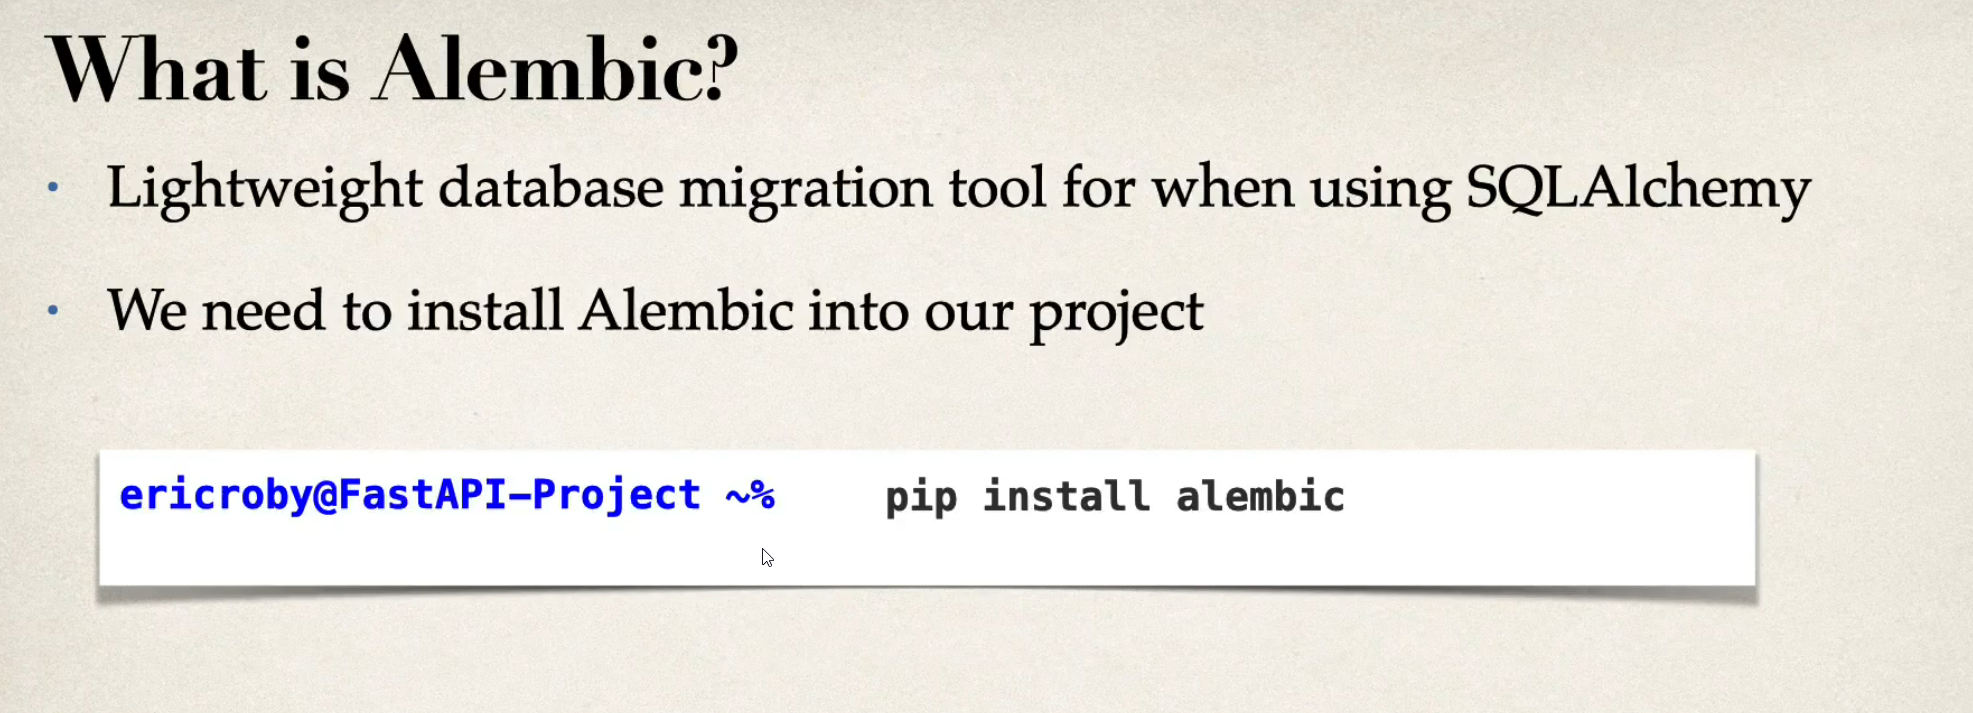 What is Alembic?
• Lightweight database migration tool for when using SQLAlchemy
• We need to install Alembic into our project
ericroby@FastAPI-Project ~% pip install alembic